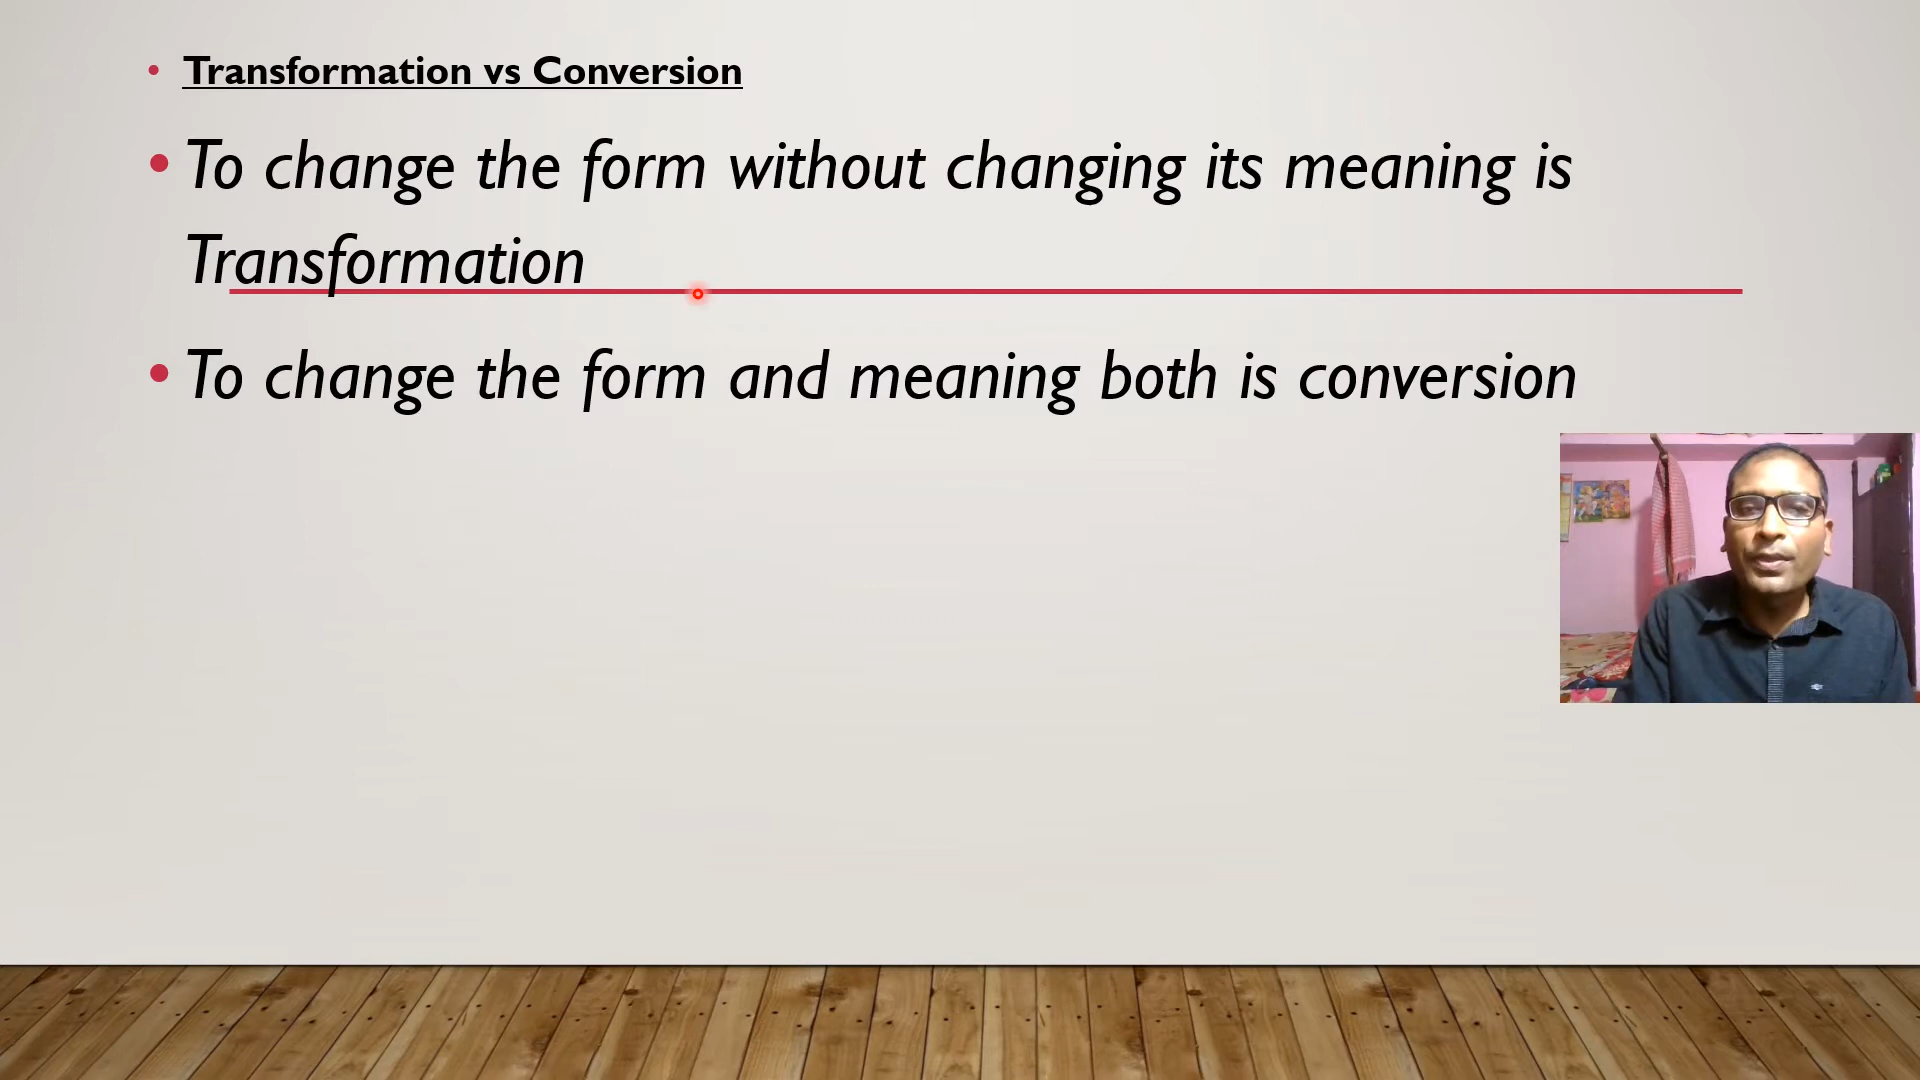 Transformation vs Conversion
To change the form without changing its meaning is
Transformation
To change the form and meaning both is conversion